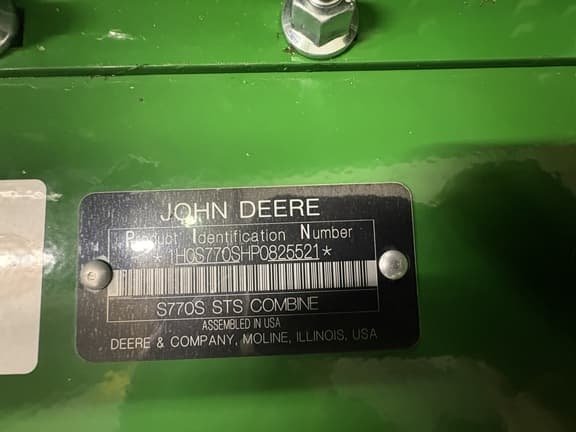 JOHN DEERE
Product Identification Number
*1H0S770SHP0825521*
S770S STS COMBINE
ASSEMBLED IN USA
DEERE & COMPANY, MOLINE, ILLINOIS, USA